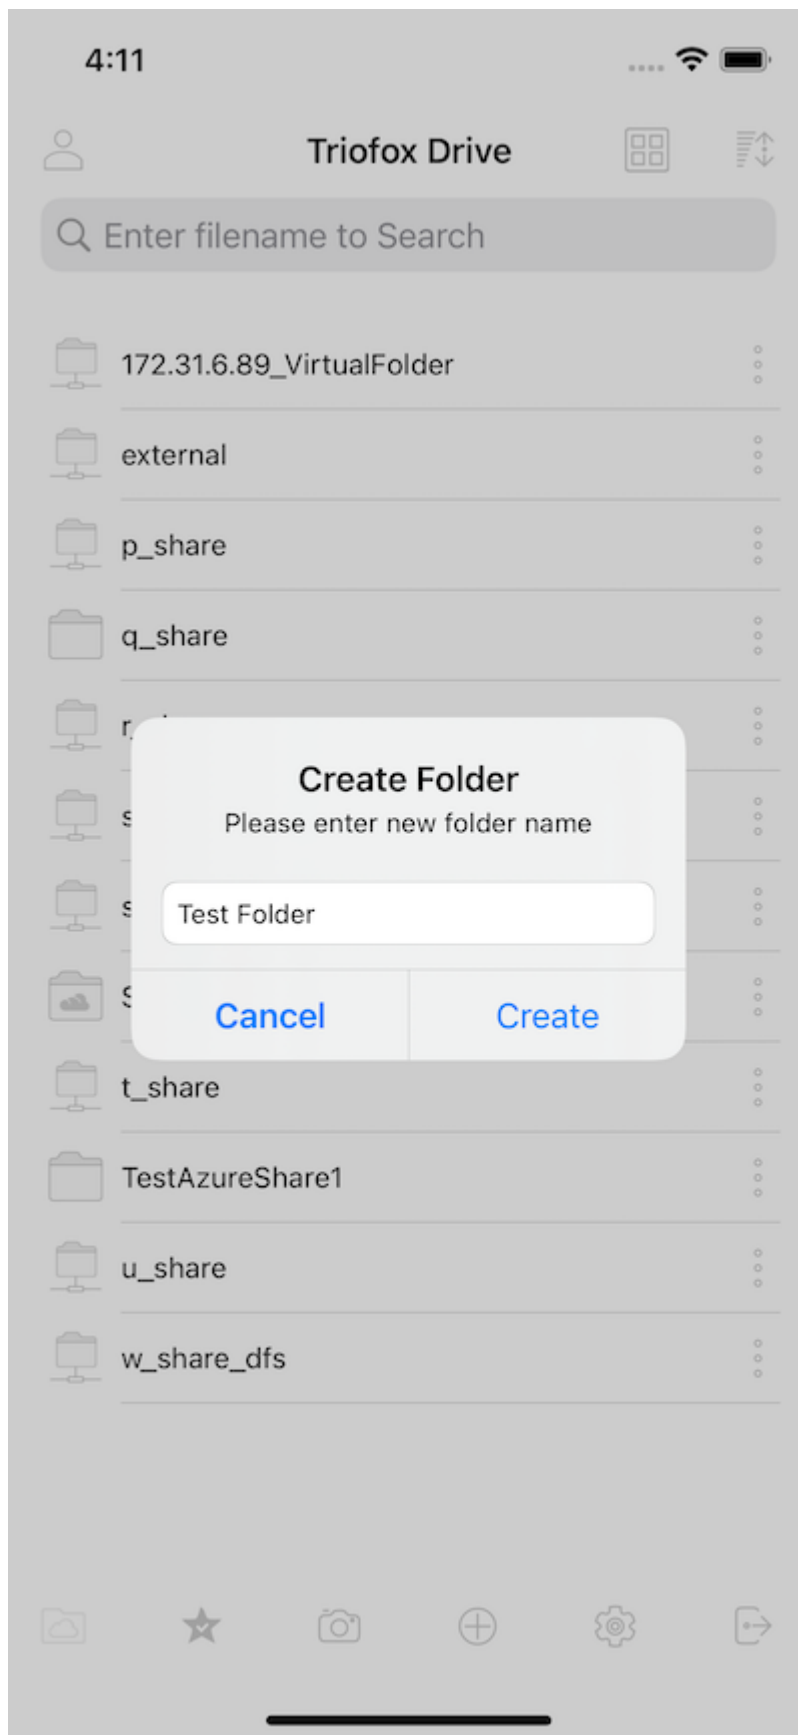 4:11
Triofox Drive
Enter filename to Search
172.31.6.89_VirtualFolder
external
p_share
q_share
Create Folder
Please enter new folder name
Test Folder
Cancel
Create
t_share
TestAzureShare1
u_share
w_share_dfs